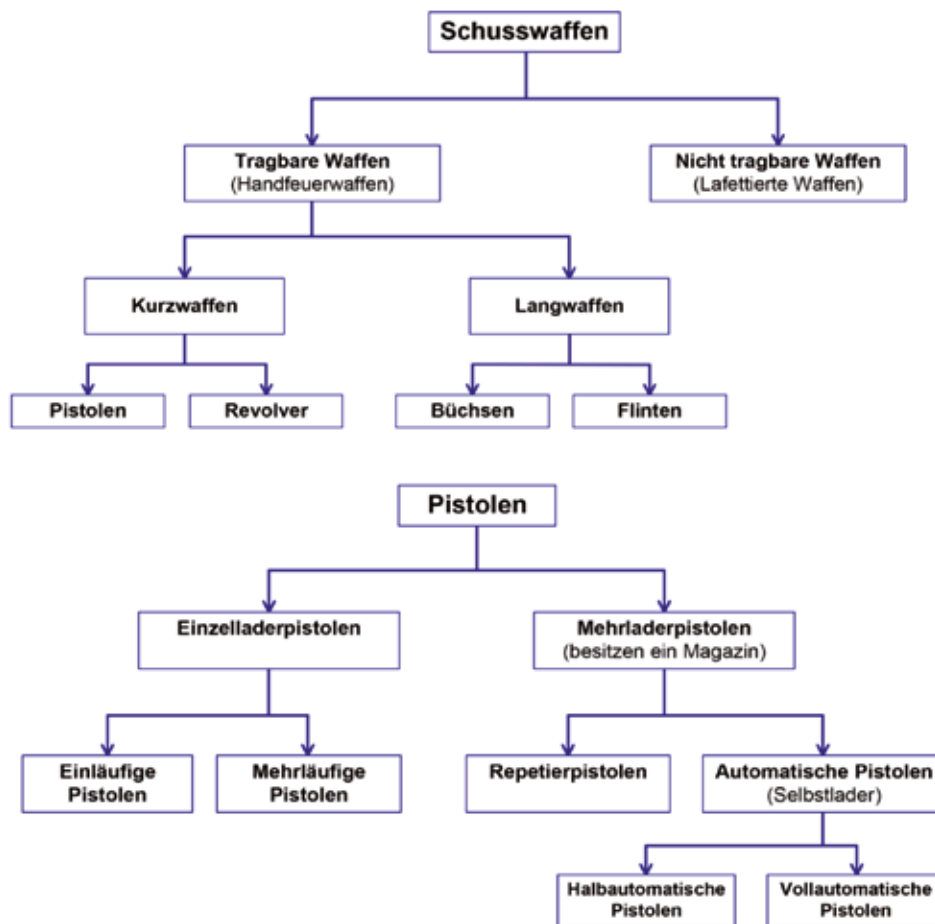 Schusswaffen
Tragbare Waffen
(Handfeuerwaffen)
Nicht tragbare Waffen
(Lafettierte Waffen)
Kurzwaffen
Langwaffen
Pistolen
Revolver
Büchsen
Flinten
Pistolen
Einzelladerpistolen
Mehrladerpistolen
(besitzen ein Magazin)
Einläufige
Pistolen
Mehrläufige
Pistolen
Repetierpistolen
Automatische Pistolen
(Selbstlader)
Halbautomatische
Pistolen
Vollautomatische
Pistolen